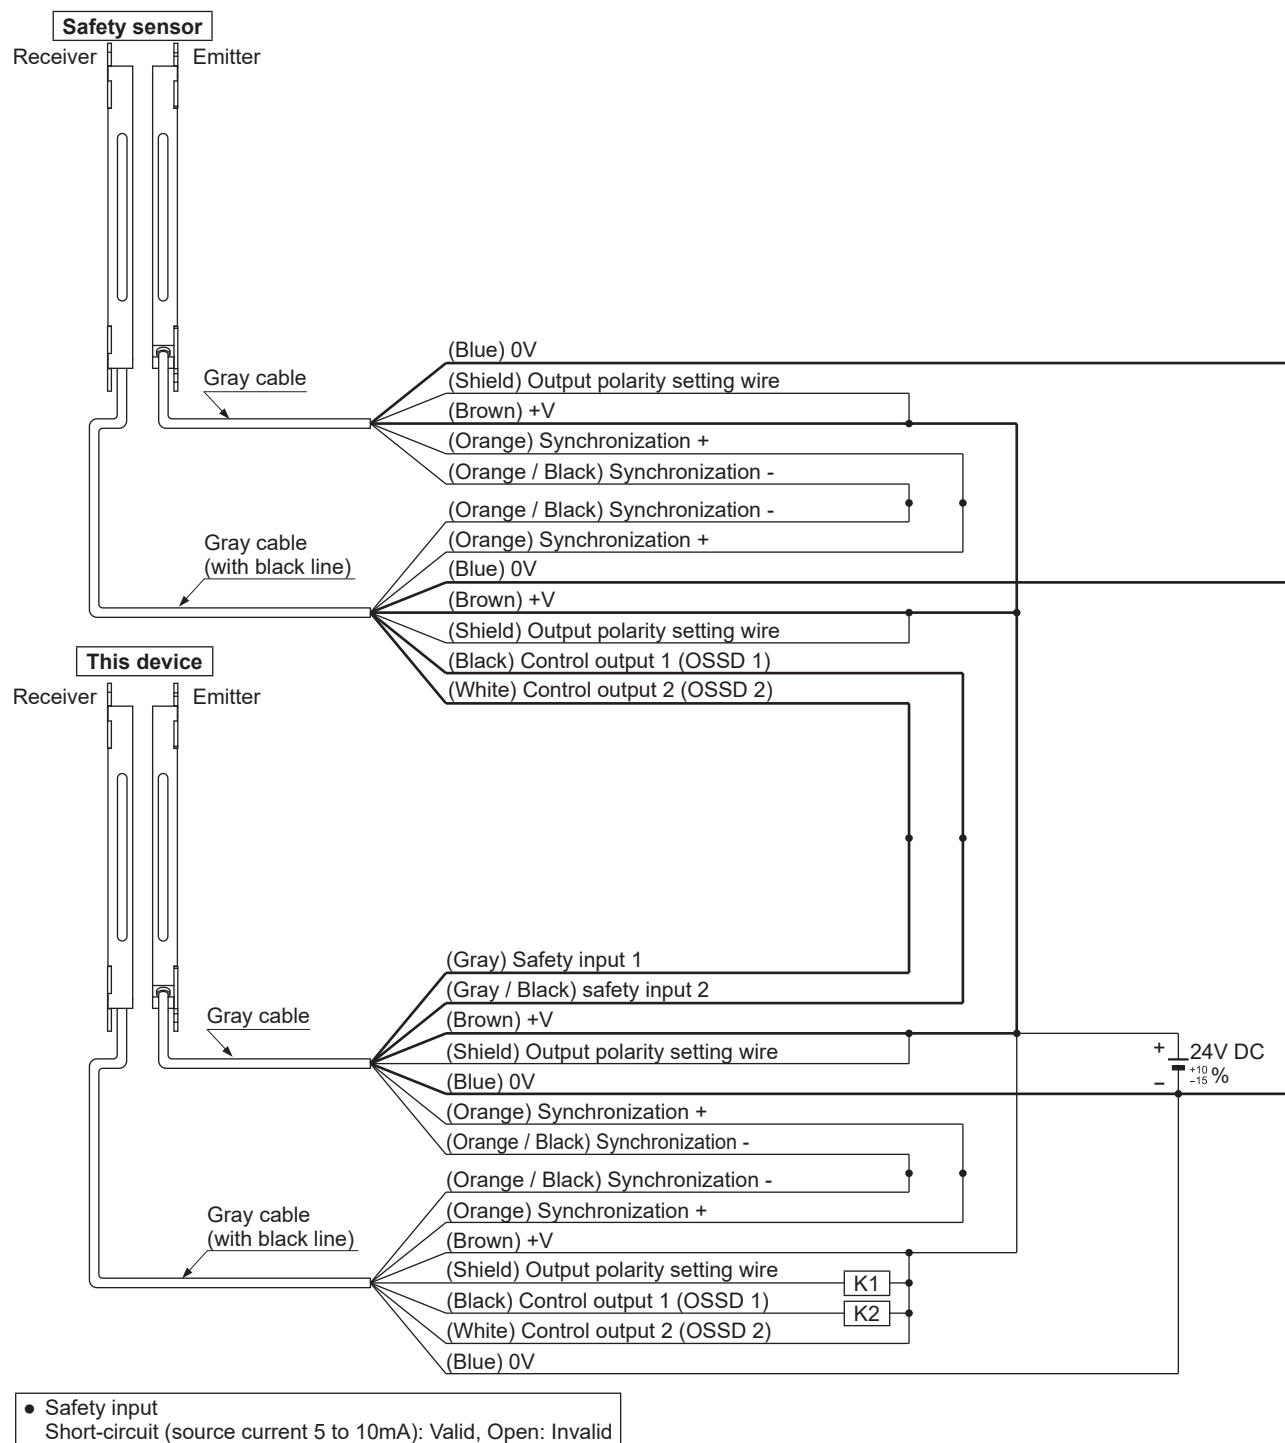 Safety sensor
Receiver
Emitter
(Blue) 0V
(Shield) Output polarity setting wire
Gray cable
(Brown) +V
(Orange) Synchronization +
(Orange / Black) Synchronization -
(Orange / Black) Synchronization -
(Orange) Synchronization +
Gray cable
(with black line)
(Blue) 0V
(Brown) +V
(Shield) Output polarity setting wire
(Black) Control output 1 (OSSD 1)
(White) Control output 2 (OSSD 2)
This device
Receiver
Emitter
(Gray) Safety input 1
(Gray / Black) safety input 2
Gray cable
(Brown) +V
(Shield) Output polarity setting wire
(Blue) 0V
+
24V DC
+10
−15 %
−
(Orange) Synchronization +
(Orange / Black) Synchronization -
(Orange / Black) Synchronization -
(Orange) Synchronization +
Gray cable
(with black line)
(Brown) +V
(Shield) Output polarity setting wire
K1
(Black) Control output 1 (OSSD 1)
K2
(White) Control output 2 (OSSD 2)
(Blue) 0V
● Safety input
Short-circuit (source current 5 to 10mA): Valid, Open: Invalid